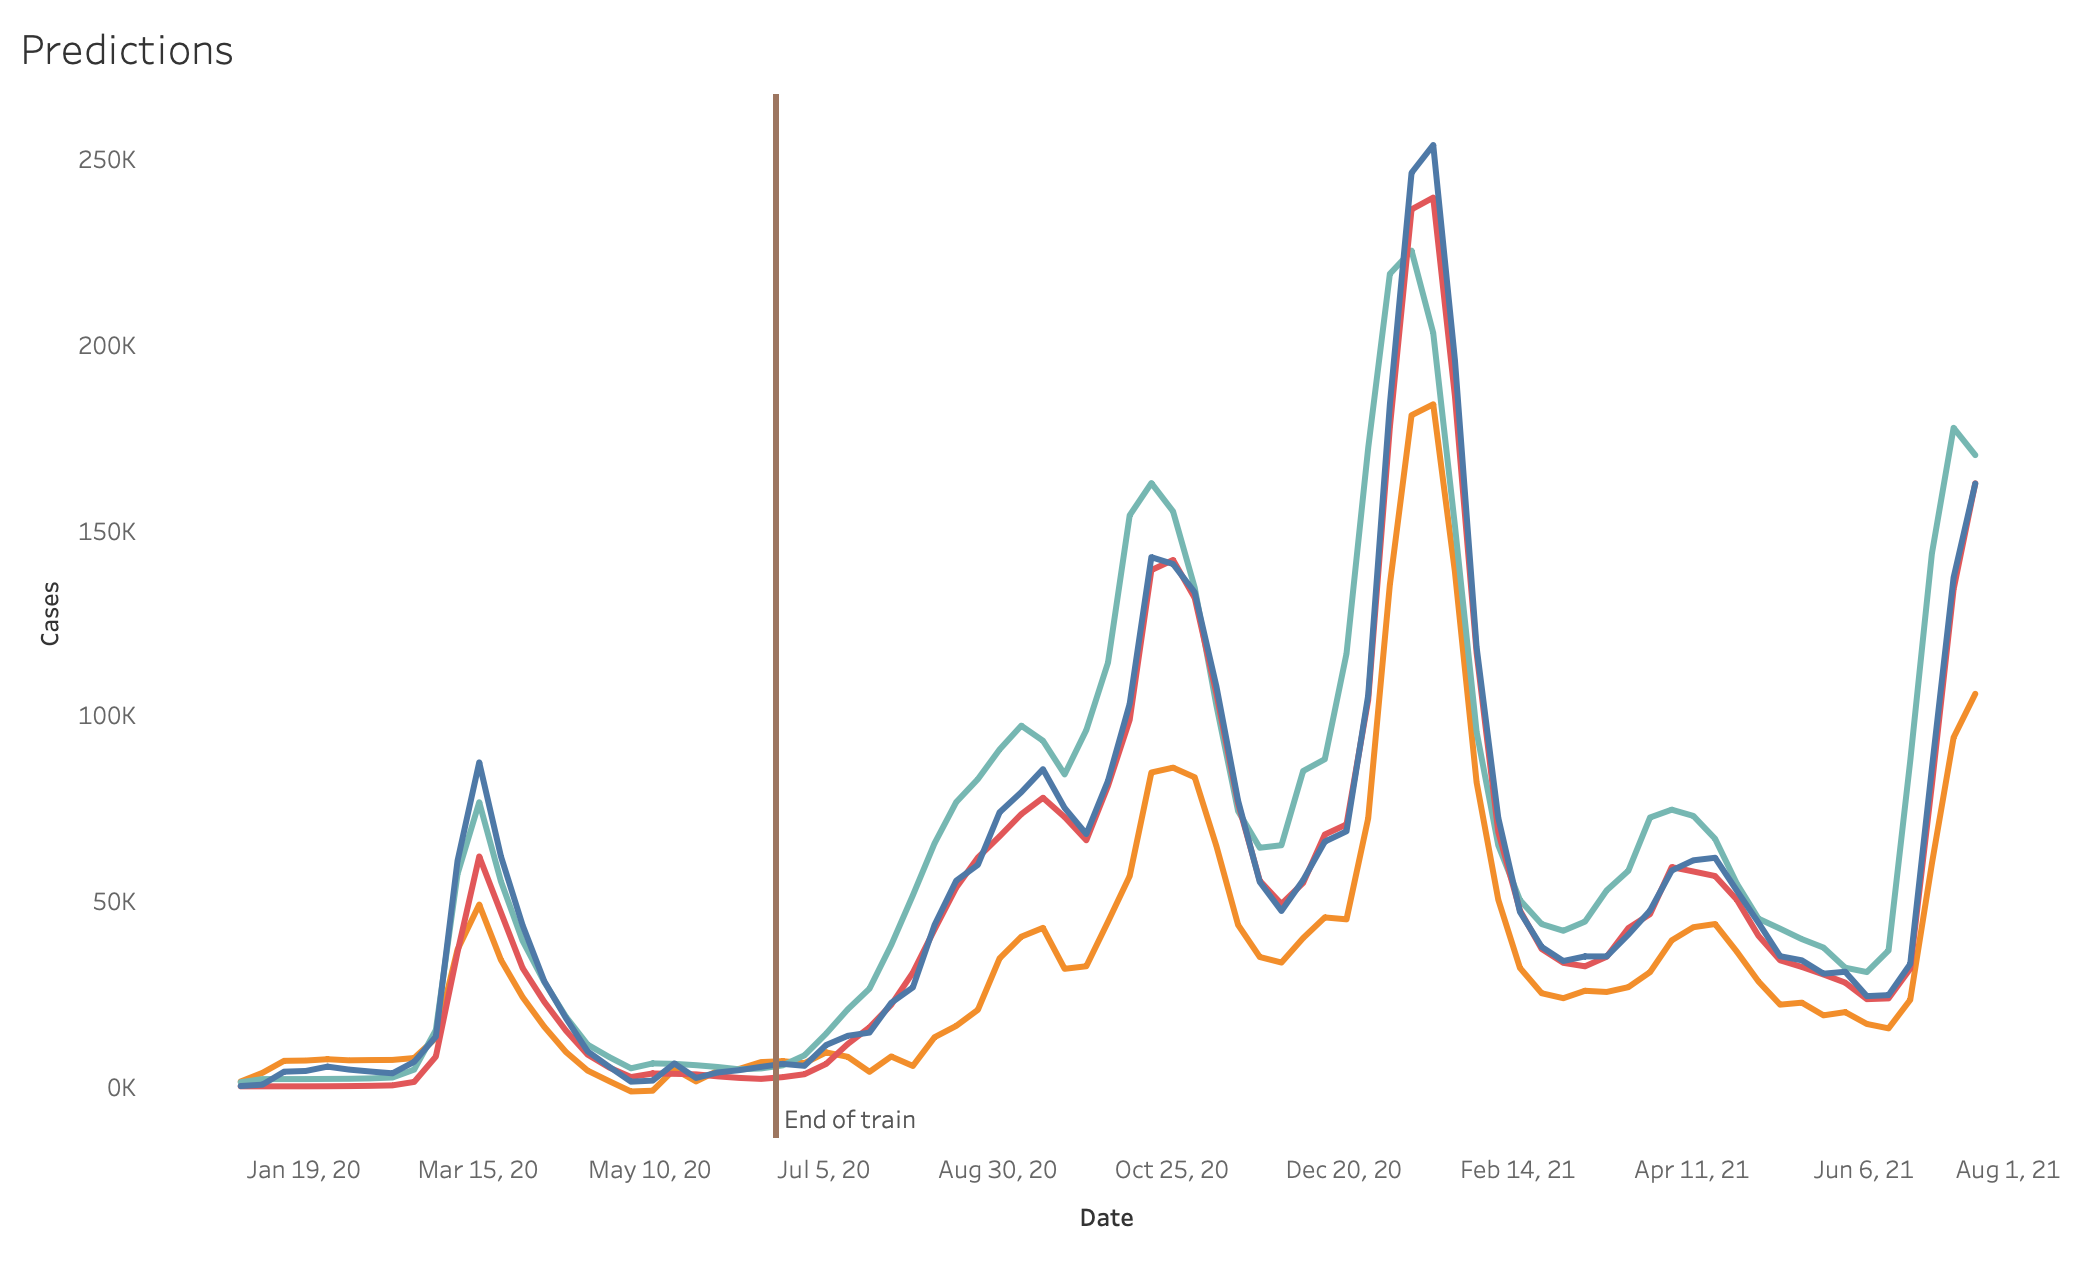 Predictions
250K
200K
150K
100K
50K
0K
Cases
End of train
Jan 19, 20
Mar 15, 20
May 10, 20
Jul 5, 20
Aug 30, 20
Oct 25, 20
Dec 20, 20
Feb 14, 21
Apr 11, 21
Jun 6, 21
Aug 1, 21
Date